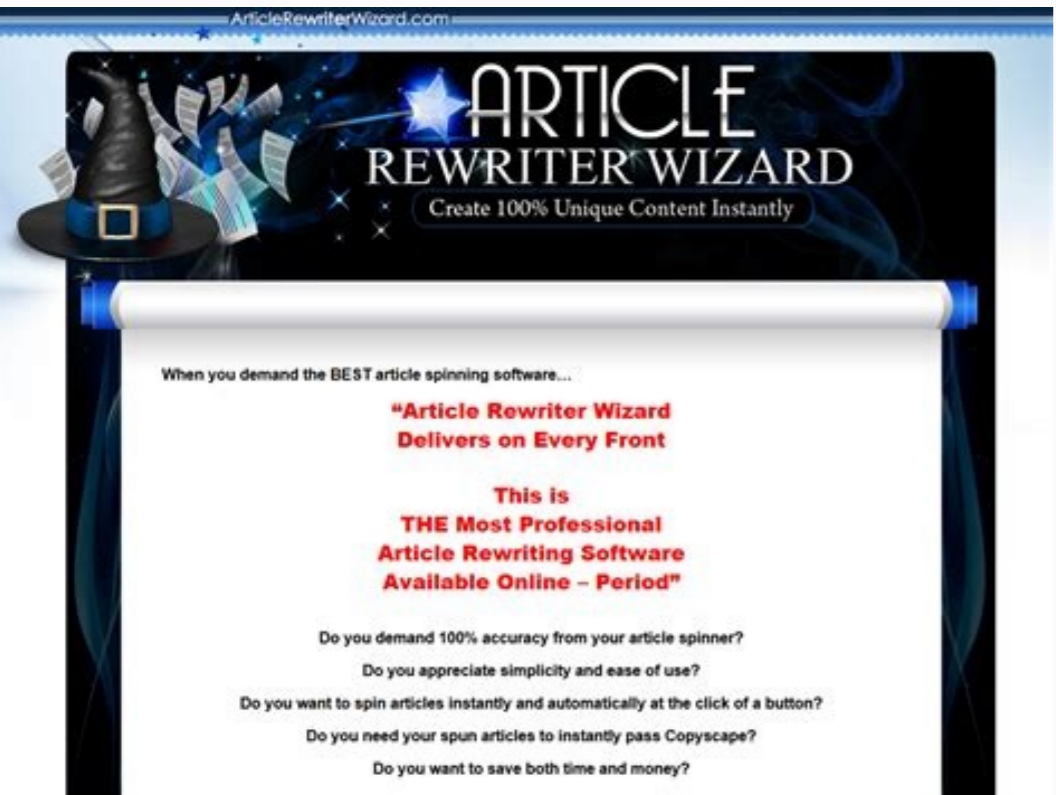 ArticleRewriterWizard.com
ARTICLE
REWRITER WIZARD
Create 100% Unique Content Instantly
When you demand the BEST article spinning software...
“Article Rewriter Wizard
Delivers on Every Front
This is
THE Most Professional
Article Rewriting Software
Available Online – Period”
Do you demand 100% accuracy from your article spinner?
Do you appreciate simplicity and ease of use?
Do you want to spin articles instantly and automatically at the click of a button?
Do you need your spun articles to instantly pass Copyscape?
Do you want to save both time and money?